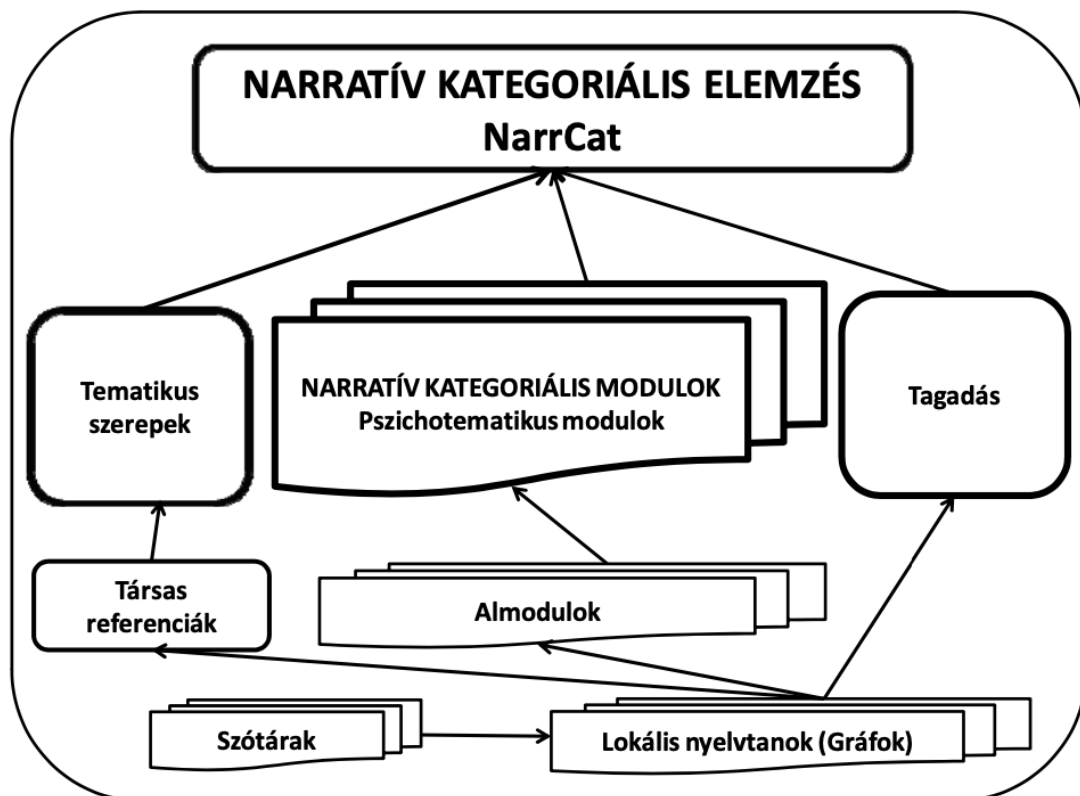 NARRATÍV KATEGORIÁLIS ELEMZÉS
NarrCat
Tematikus
szerepek
NARRATÍV KATEGORIÁLIS MODULOK
Pszichotematikus modulok
Tagadás
Társas
referenciák
Almodulok
Szótárak
Lokális nyelvtanok (Gráfok)